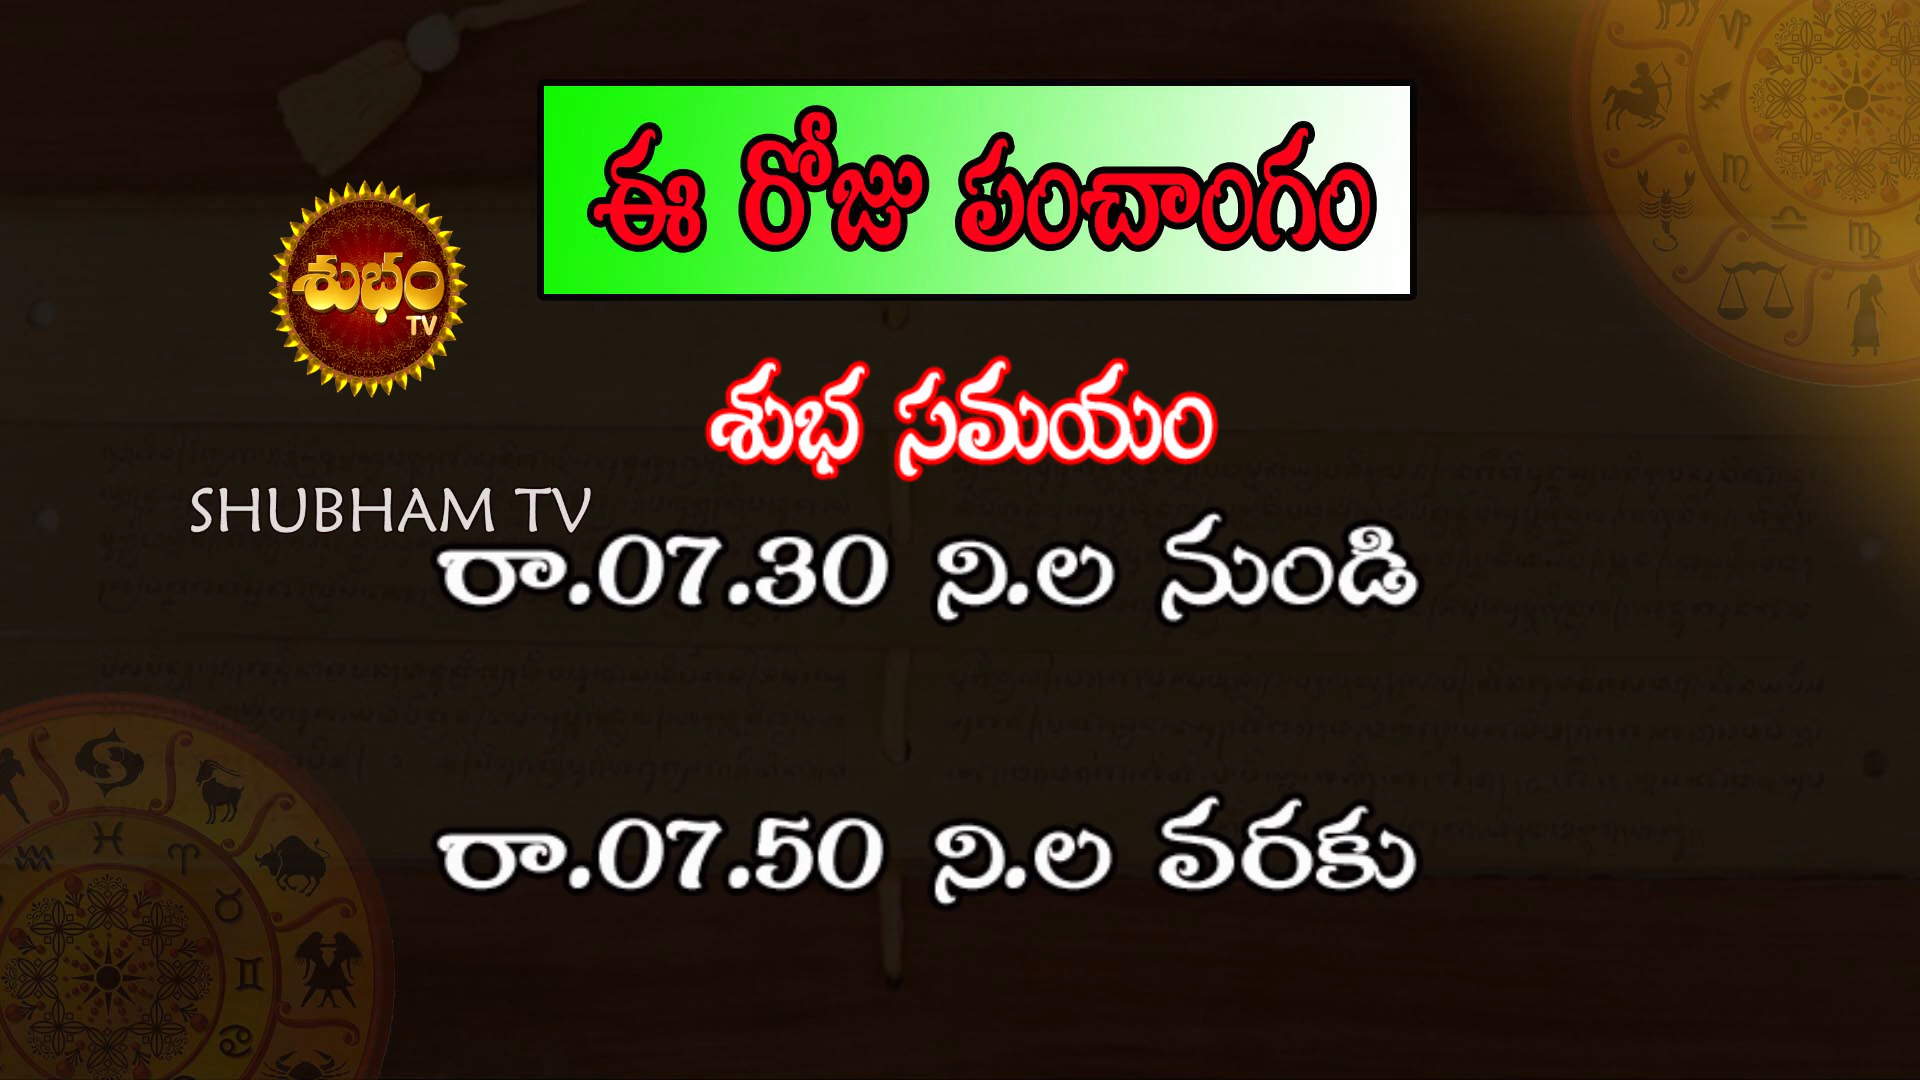 ఈ రోజు పంచాంగం
శుభం
TV
శుభ సమయం
SHUBHAM TV
రా.07.30 ని.ల నుండి
రా.07.50 ని.ల వరకు